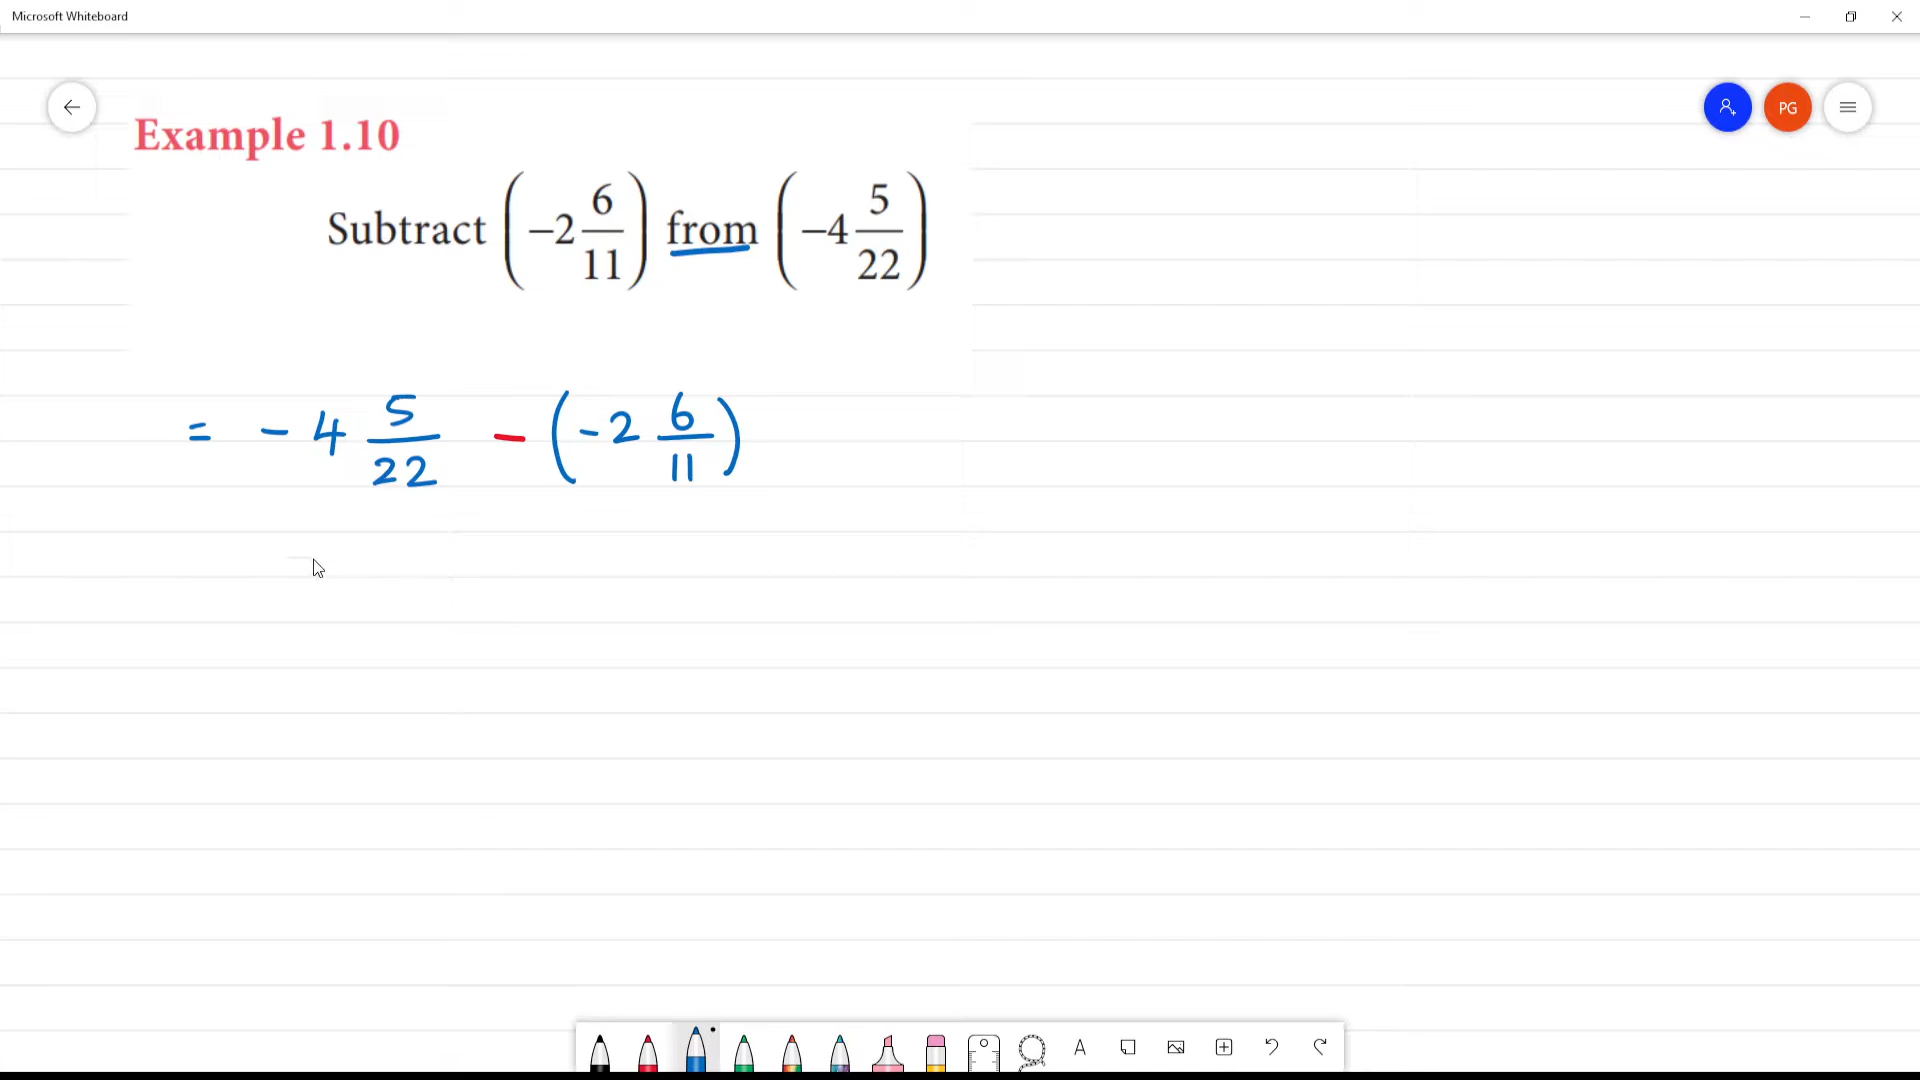 Microsoft Whiteboard
PG
Example 1.10
Subtract (−2 6/11) from (−4 5/22)
= - 4 5/22 - (-2 6/11)
A